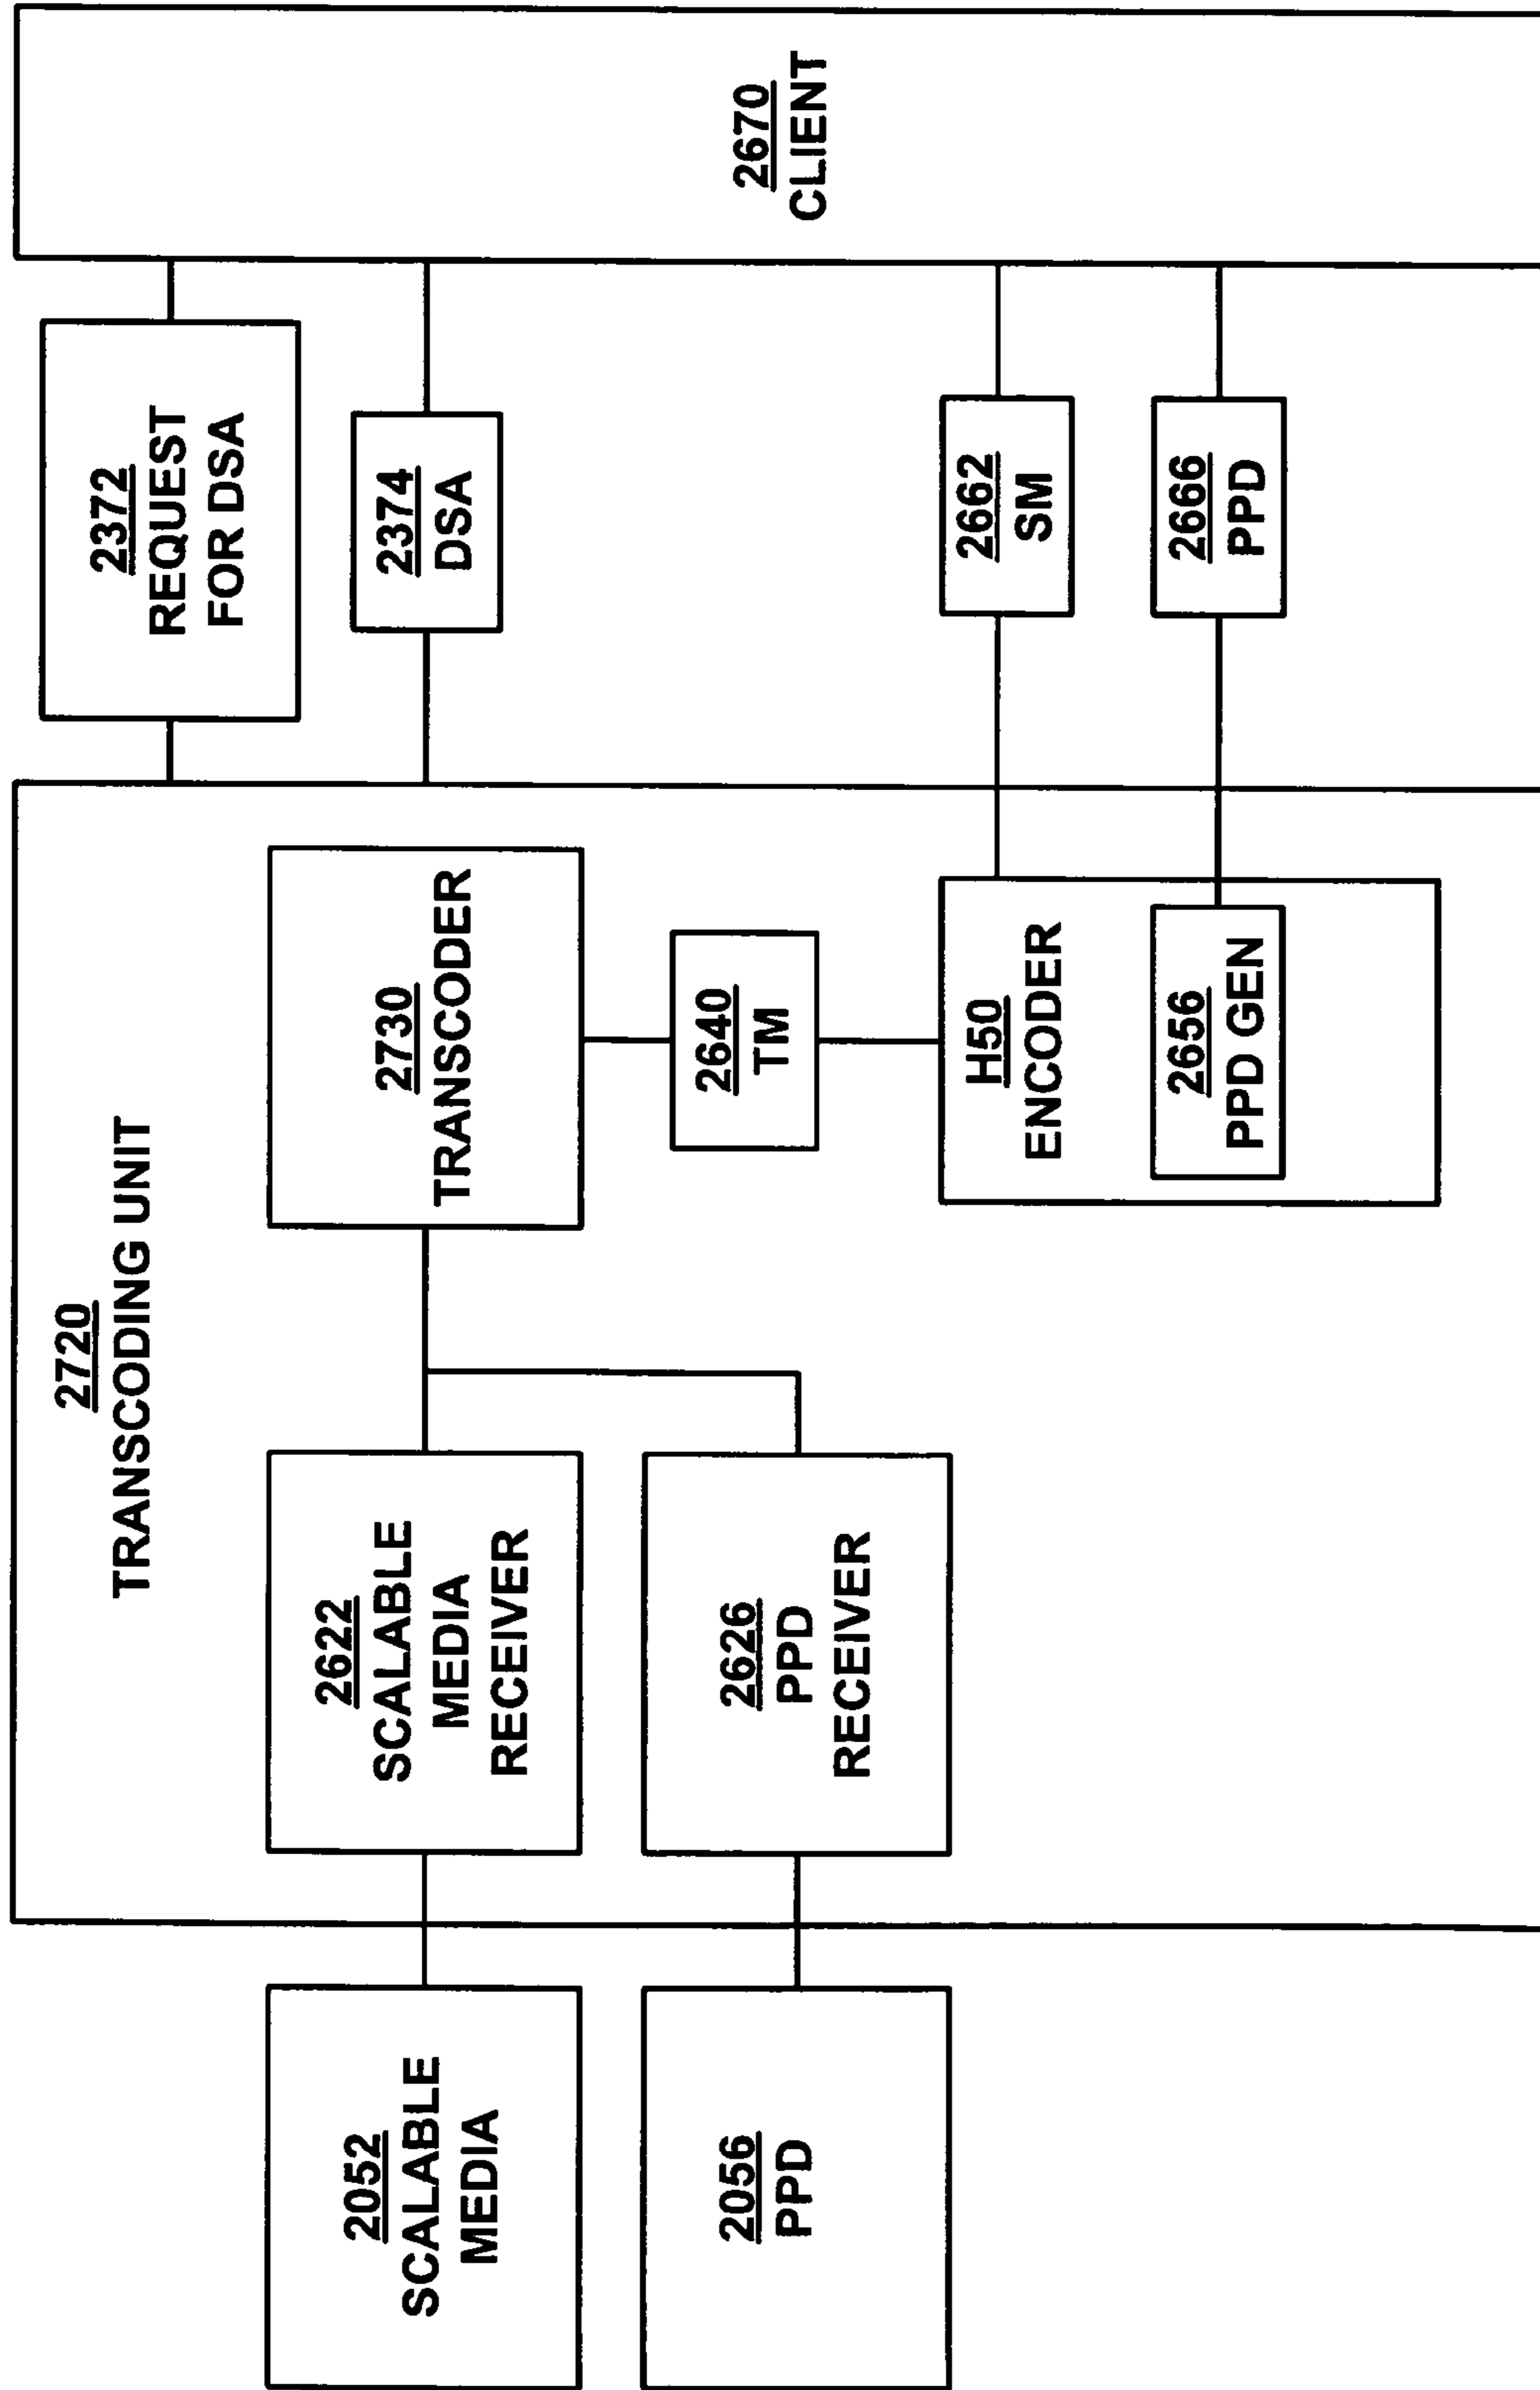 2720
TRANSCODING UNIT
2052
SCALABLE
MEDIA
2056
PPD
2622
SCALABLE
MEDIA
RECEIVER
2626
PPD
RECEIVER
2730
TRANSCODER
2640
TM
H50
ENCODER
2656
PPD GEN
2372
REQUEST
FOR DSA
2374
DSA
2662
SM
2666
PPD
2670
CLIENT